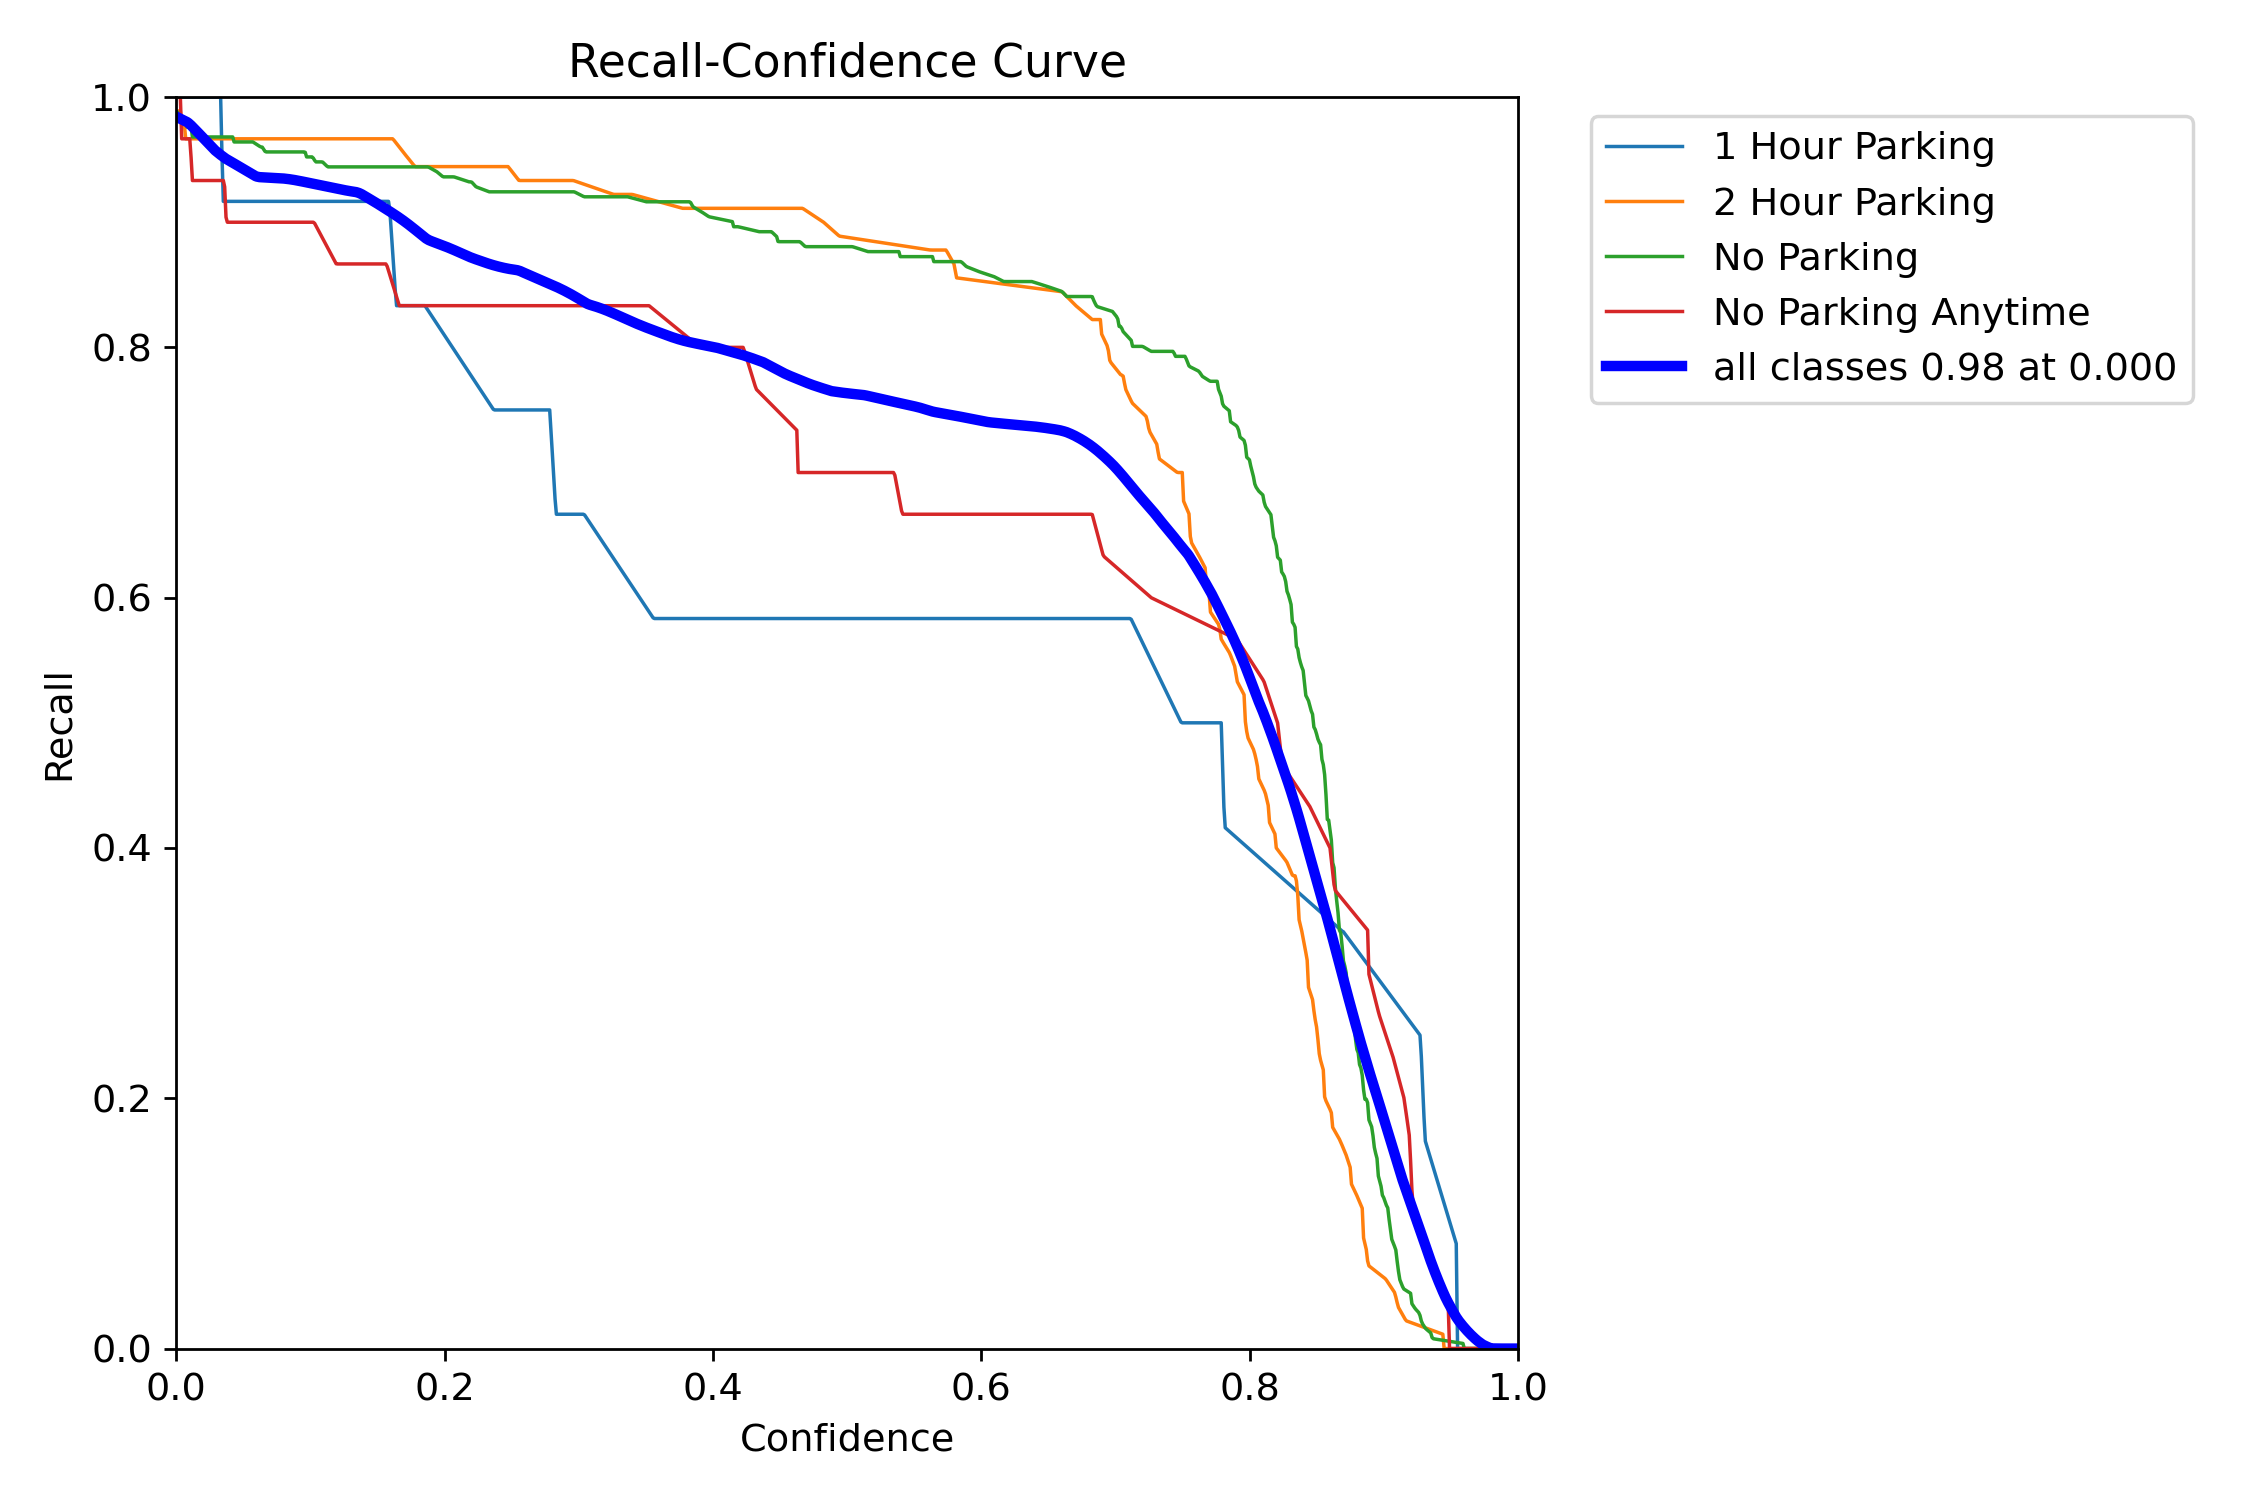 Recall-Confidence Curve
1.0
0.8
0.6
0.4
0.2
0.0
Recall
0.0 0.2 0.4 0.6 0.8 1.0
Confidence
1 Hour Parking
2 Hour Parking
No Parking
No Parking Anytime
all classes 0.98 at 0.000